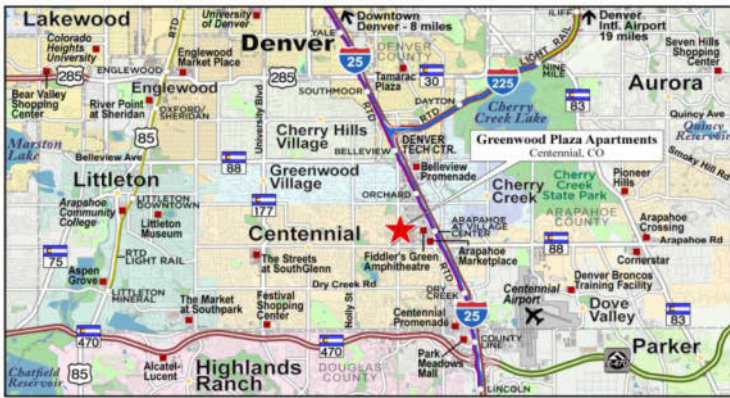 Lakewood
University
of Denver
YALE
Downtown
Denver - 8 miles
ILIFF
Denver
Intl. Airport
19 miles
Colorado
Heights
University
RTD
Englewood
Market Place
Denver
25
DENVER
COUNTY
LIGHT RAIL
Seven Hills
Shopping
Center
285
ENGLEWOOD
285
Tamarac
Plaza
30
225
NINE MILE
Aurora
Bear Valley
Shopping
Center
River Point
at Sheridan
Englewood
OXFORD/
SHERIDAN
University Blvd
SOUTHMOOR
RTD
DAYTON
RTD
Cherry
Creek Lake
83
Quincy Ave
Quincy
Reservoir
85
Cherry Hills
Village
DENVER
TECH CTR.
Greenwood Plaza Apartments
Centennial, CO
Smoky Hill Rd
Marston
Lake
Belleview Ave
88
BELLEVIEW
Belleview
Promenade
Littleton
Greenwood
Village
ORCHARD
Cherry
Creek
Cherry
Creek
State Park
Pioneer
Hills
Arapahoe
Community
College
LITTLETON
DOWNTOWN
Littleton
Museum
177
ARAPAHOE
AT VILLAGE
CENTER
ARAPAHOE
COUNTY
Arapahoe
Crossing
Arapahoe Rd
75
RTD
LIGHT RAIL
Centennial
Fiddler's Green
Amphitheatre
Arapahoe
Marketplace
88
Cornerstar
Aspen
Grove
The Streets
at SouthGlenn
Dry Creek Rd
RTD
DRY
CREEK
Centennial
Airport
Denver Broncos
Training Facility
LITTLETON
MINERAL
The Market
at Southpark
Festival
Shopping
Center
Holly St
Centennial
Promenade
25
Dove
Valley
83
470
470
COUNTY
LINE
Parker
Chatfield
Reservoir
85
Alcatel-
Lucent
Highlands
Ranch
DOUGLAS
COUNTY
Park
Meadows
Mall
LINCOLN